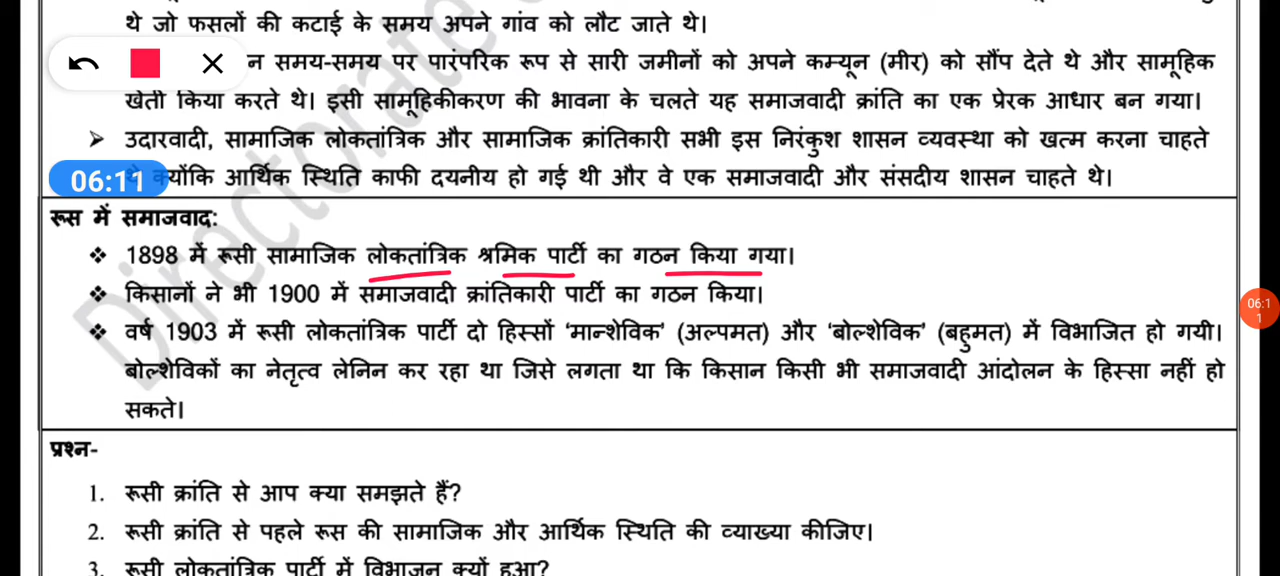 थे जो फसलों की कटाई के समय अपने गांव को लौट जाते थे।
न समय-समय पर पारंपरिक रूप से सारी जमीनों को अपने कम्यून (मीर) को सौंप देते थे और सामूहिक
खेती किया करते थे। इसी सामूहिकीकरण की भावना के चलते यह समाजवादी क्रांति का एक प्रेरक आधार बन गया।
➢ उदारवादी, सामाजिक लोकतांत्रिक और सामाजिक क्रांतिकारी सभी इस निरंकुश शासन व्यवस्था को खत्म करना चाहते
06:11 थे क्योंकि आर्थिक स्थिति काफी दयनीय हो गई थी और वे एक समाजवादी और संसदीय शासन चाहते थे।
रूस में समाजवाद:
❖ 1898 में रूसी सामाजिक लोकतांत्रिक श्रमिक पार्टी का गठन किया गया।
❖ किसानों ने भी 1900 में समाजवादी क्रांतिकारी पार्टी का गठन किया।
06:11
❖ वर्ष 1903 में रूसी लोकतांत्रिक पार्टी दो हिस्सों ‘मान्शेविक’ (अल्पमत) और ‘बोल्शेविक’ (बहुमत) में विभाजित हो गयी।
बोल्शेविकों का नेतृत्व लेनिन कर रहा था जिसे लगता था कि किसान किसी भी समाजवादी आंदोलन के हिस्सा नहीं हो
सकते।
प्रश्न-
1. रूसी क्रांति से आप क्या समझते हैं?
2. रूसी क्रांति से पहले रूस की सामाजिक और आर्थिक स्थिति की व्याख्या कीजिए।
3. रूसी लोकतांत्रिक पार्टी में विभाजन क्यों हुआ?
Directorate